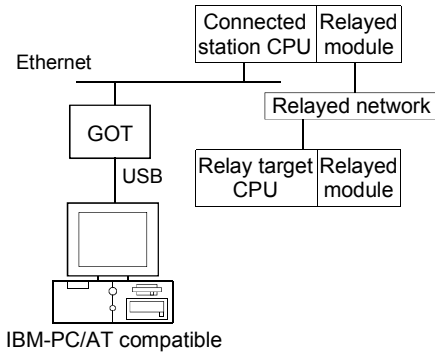 Connected
station CPU
Relayed
module
Ethernet
Relayed network
GOT
Relay target
CPU
Relayed
module
USB
IBM-PC/AT compatible